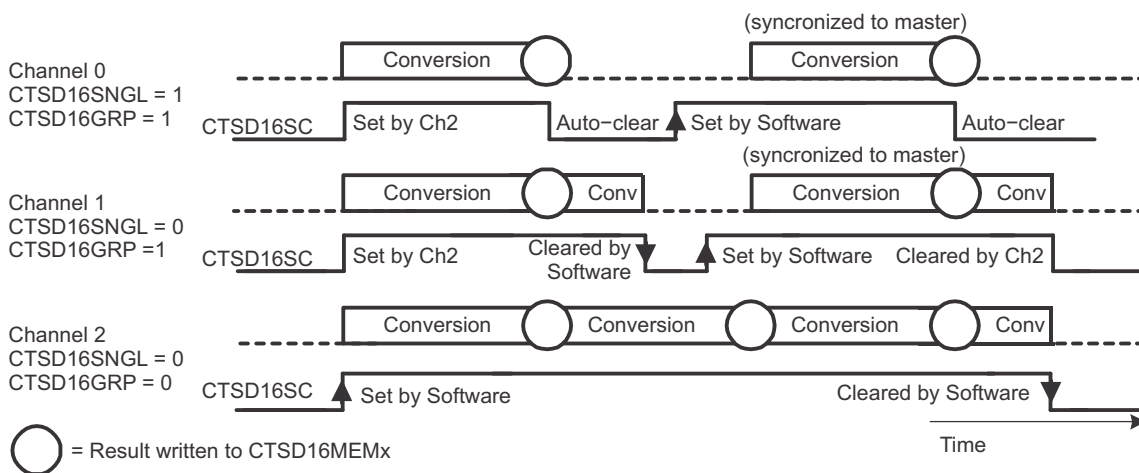 (syncronized to master)
Conversion Conversion
Channel 0
CTSD16SNGL = 1
CTSD16GRP = 1
CTSD16SC Set by Ch2 Auto−clear Set by Software Auto−clear
(syncronized to master)
Conversion Conv Conversion Conv
Channel 1
CTSD16SNGL = 0
CTSD16GRP =1
CTSD16SC Set by Ch2 Cleared by Software Set by Software Cleared by Ch2
Conversion Conversion Conversion Conv
Channel 2
CTSD16SNGL = 0
CTSD16GRP = 0
CTSD16SC Set by Software Cleared by Software
= Result written to CTSD16MEMx
Time